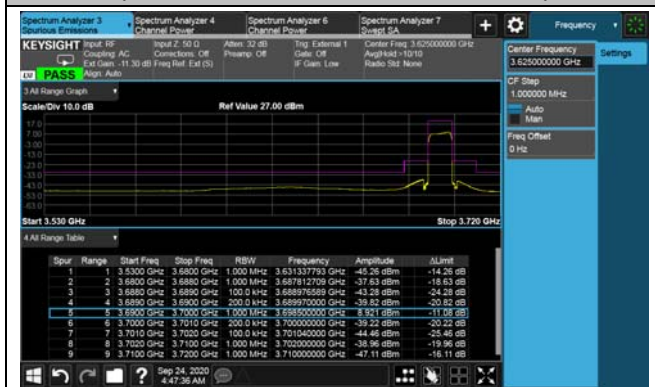 Spectrum Analyzer 3
Spurious Emissions
Spectrum Analyzer 4
Channel Power
Spectrum Analyzer 6
Channel Power
Spectrum Analyzer 7
Swept SA
Frequency
KEYSIGHT
Input: RF
Coupling: AC
Ext Gain: -11.30 dB
Align: Auto
Input Z: 50 Ω
Corrections: Off
Freq Ref: Ext (S)
Atten: 32 dB
Preamp: Off
Trig: External 1
Gate: Off
IF Gain: Low
Center Freq: 3.625000000 GHz
Avg|Hold:>10/10
Radio Std: None
LXI PASS
Center Frequency
3.625000000 GHz
Settings
CF Step
1.000000 MHz
Auto
Man
Freq Offset
0 Hz
3 All Range Graph
Scale/Div 10.0 dB
Ref Value 27.00 dBm
17.0
7.00
-3.00
-13.0
-23.0
-33.0
-43.0
-53.0
-63.0
Start 3.530 GHz
Stop 3.720 GHz
4 All Range Table
Spur Range Start Freq Stop Freq RBW Frequency Amplitude ΔLimit
1 1 3.5300 GHz 3.6800 GHz 1.000 MHz 3.631337793 GHz -45.26 dBm -14.26 dB
2 2 3.6800 GHz 3.6890 GHz 1.000 MHz 3.687812709 GHz -37.63 dBm -18.63 dB
3 3 3.6890 GHz 3.6890 GHz 100.0 kHz 3.688976589 GHz -43.28 dBm -24.28 dB
4 4 3.6890 GHz 3.6900 GHz 200.0 kHz 3.689970000 GHz -39.82 dBm -20.82 dB
5 5 3.6900 GHz 3.7000 GHz 1.000 MHz 3.698500000 GHz 8.921 dBm -11.08 dB
6 6 3.7000 GHz 3.7010 GHz 200.0 kHz 3.700000000 GHz -39.22 dBm -20.22 dB
7 7 3.7010 GHz 3.7020 GHz 100.0 kHz 3.701040000 GHz -44.46 dBm -25.46 dB
8 8 3.7020 GHz 3.7100 GHz 1.000 MHz 3.702000000 GHz -38.96 dBm -19.96 dB
9 9 3.7100 GHz 3.7200 GHz 1.000 MHz 3.710000000 GHz -47.11 dBm -16.11 dB
Sep 24, 2020
4:47:36 AM